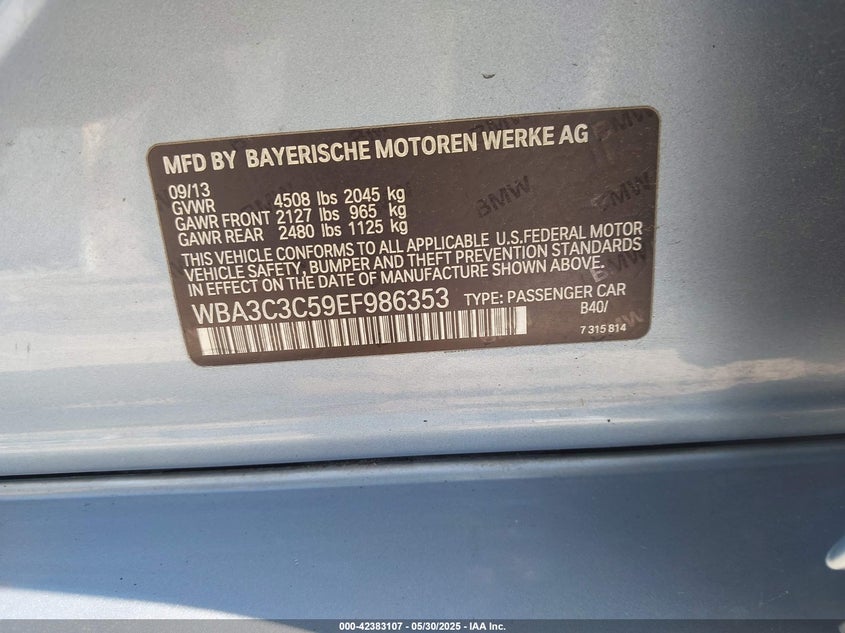 MFD BY BAYERISCHE MOTOREN WERKE AG
09/13
GVWR 4508 lbs 2045 kg
GAWR FRONT 2127 lbs 965 kg
GAWR REAR 2480 lbs 1125 kg
THIS VEHICLE CONFORMS TO ALL APPLICABLE U.S.FEDERAL MOTOR
VEHICLE SAFETY, BUMPER AND THEFT PREVENTION STANDARDS
IN EFFECT ON THE DATE OF MANUFACTURE SHOWN ABOVE.
WBA3C3C59EF986353 TYPE: PASSENGER CAR
B40/
7 315 814
000-42383107 - 05/30/2025 - IAA Inc.